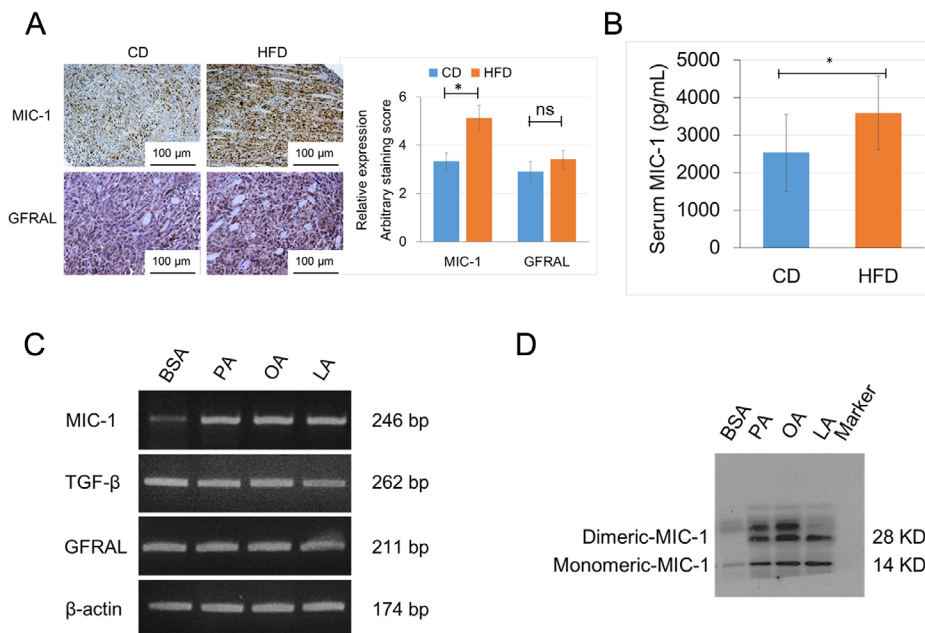 A
CD HFD
MIC-1
100 µm 100 µm
GFRAL
100 µm 100 µm
CD HFD
Relative expression
Arbitrary staining score
6
4
2
0
*
ns
MIC-1 GFRAL
B
Serum MIC-1 (pg/mL)
5000
4000
3000
2000
1000
0
*
CD HFD
C
BSA PA OA LA
MIC-1 246 bp
TGF-β 262 bp
GFRAL 211 bp
β-actin 174 bp
D
BSA PA OA LA Marker
Dimeric-MIC-1 28 KD
Monomeric-MIC-1 14 KD